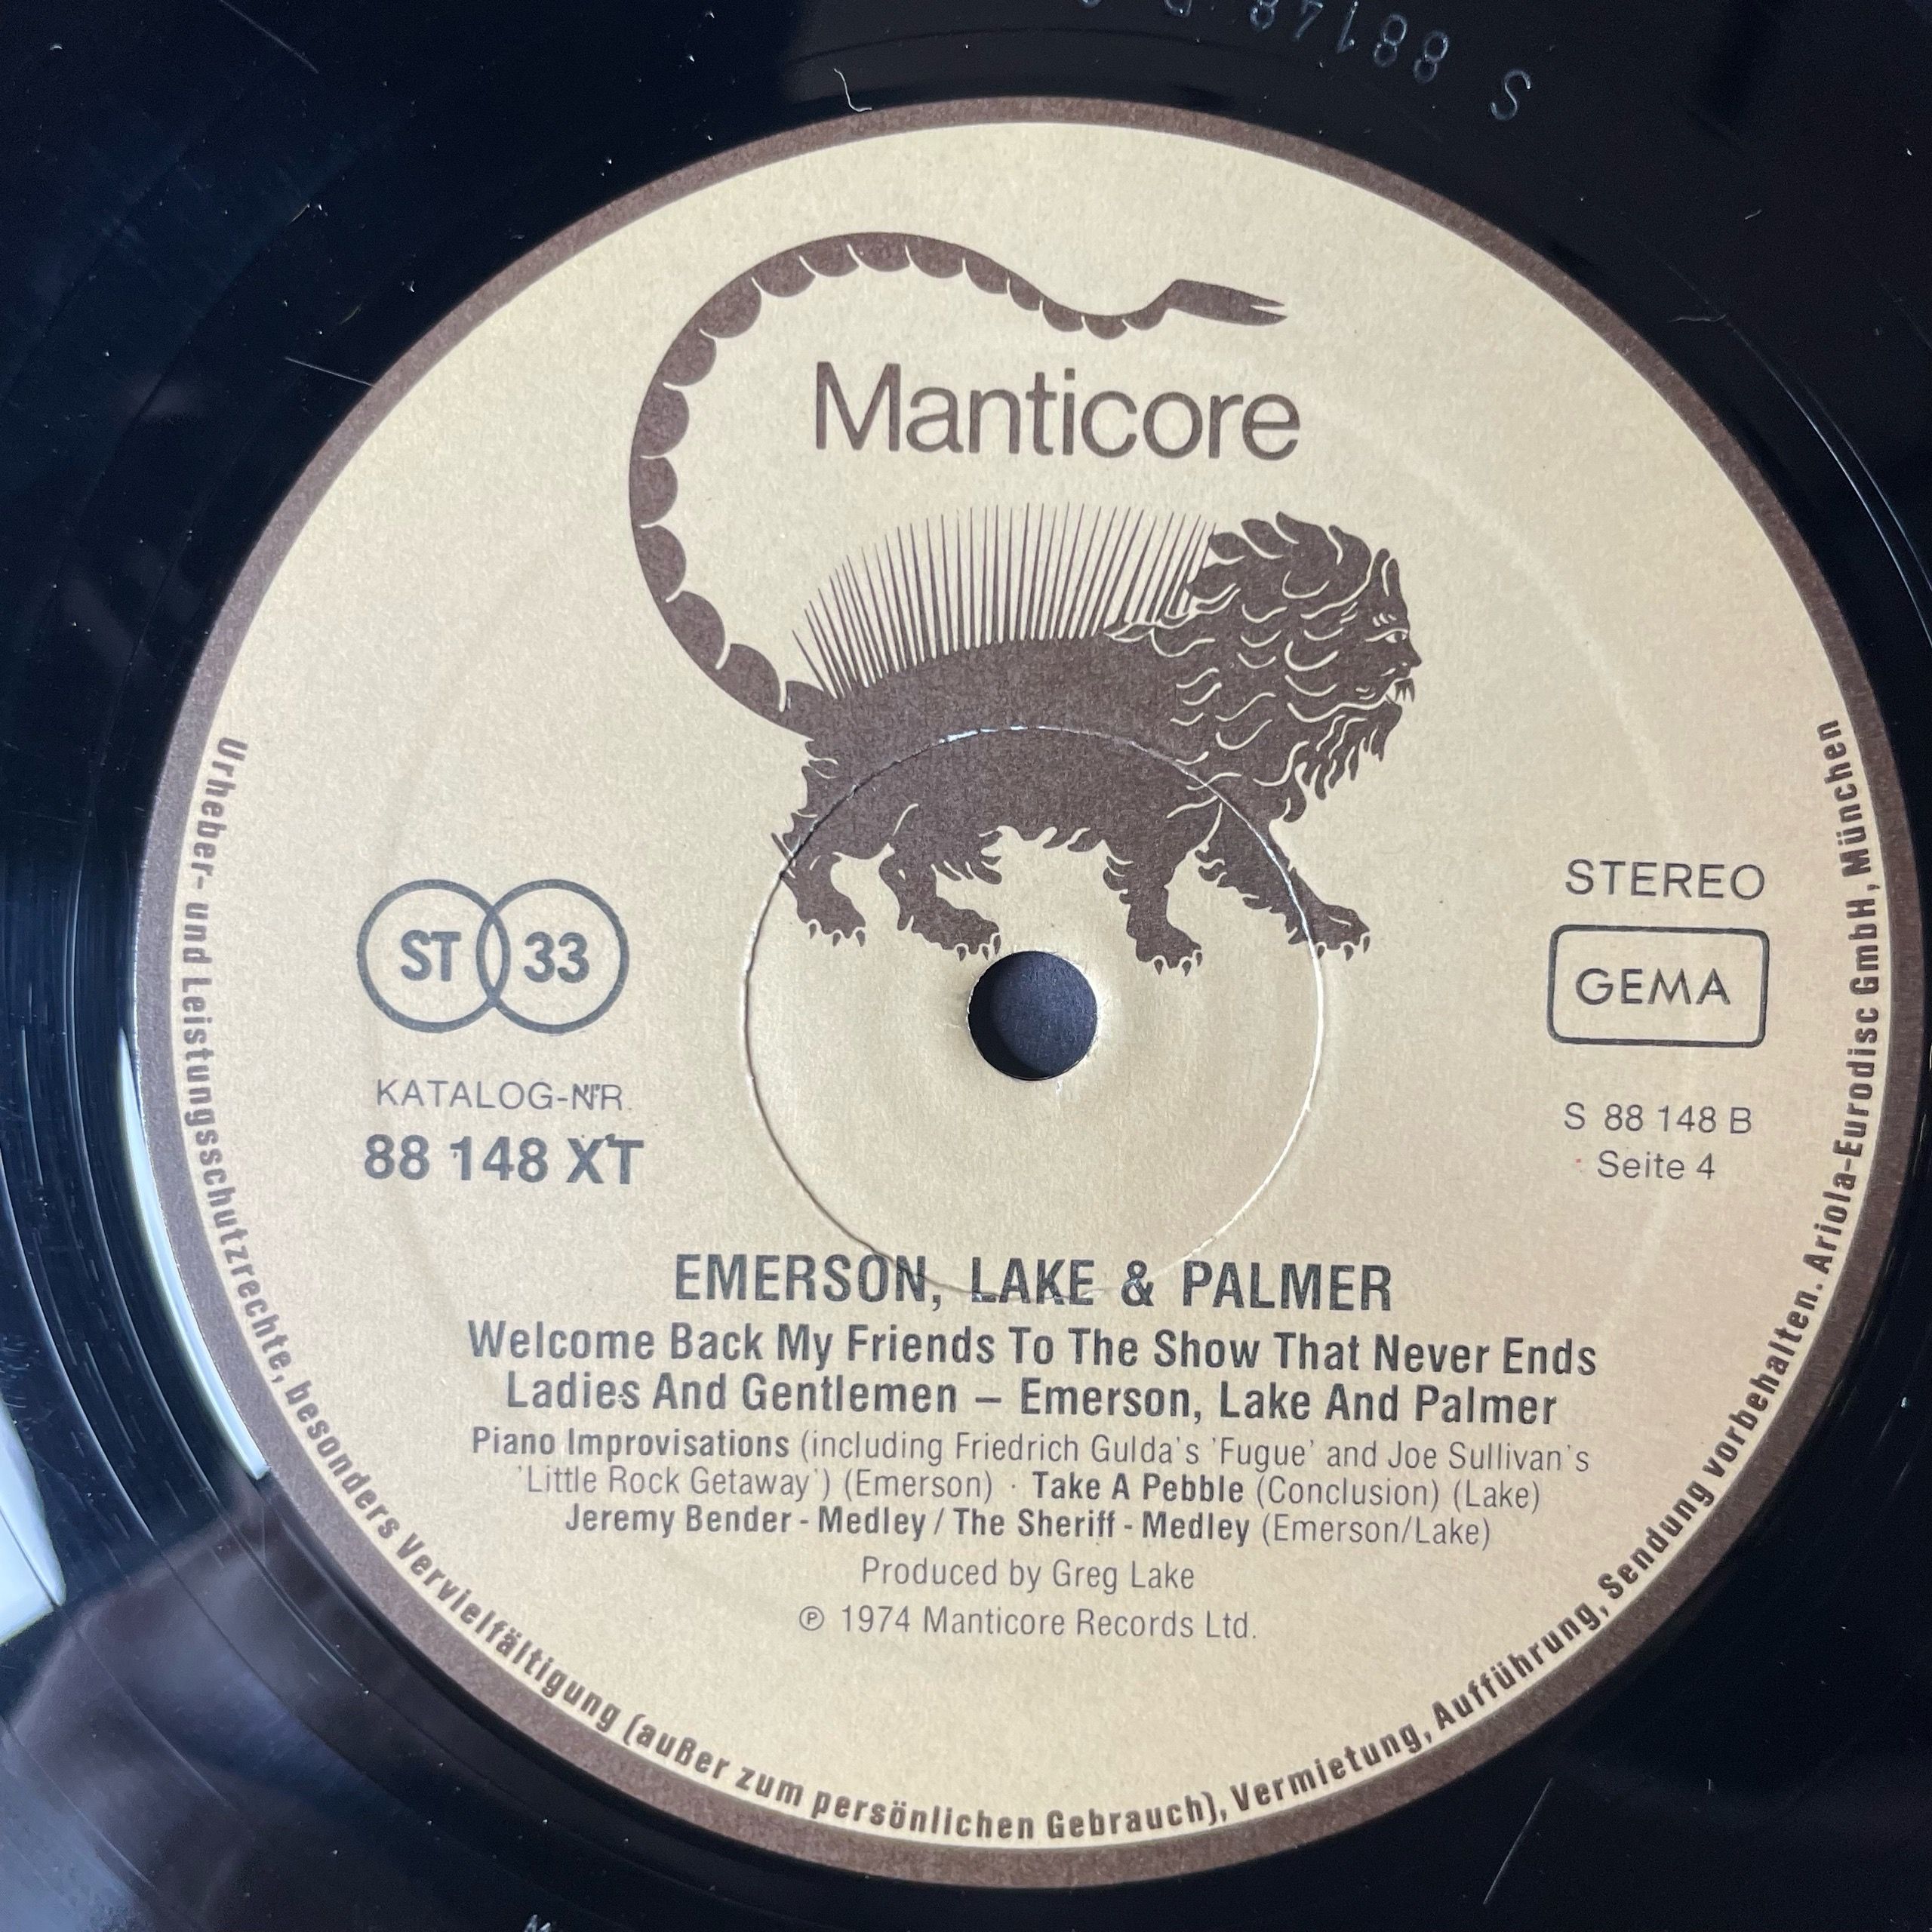 S 88148
Manticore
ST 33
KATALOG-NR.
88 148 XT
STEREO
GEMA
S 88 148 B
Seite 4
EMERSON, LAKE & PALMER
Welcome Back My Friends To The Show That Never Ends
Ladies And Gentlemen – Emerson, Lake And Palmer
Piano Improvisations (including Friedrich Gulda's 'Fugue' and Joe Sullivan's
'Little Rock Getaway') (Emerson) · Take A Pebble (Conclusion) (Lake)
Jeremy Bender - Medley / The Sheriff - Medley (Emerson/Lake)
Produced by Greg Lake
℗ 1974 Manticore Records Ltd.
Urheber- und Leistungsschutzrechte, besonders Vervielfältigung (außer zum persönlichen Gebrauch), Vermietung, Aufführung, Sendung vorbehalten. Ariola-Eurodisc GmbH, München